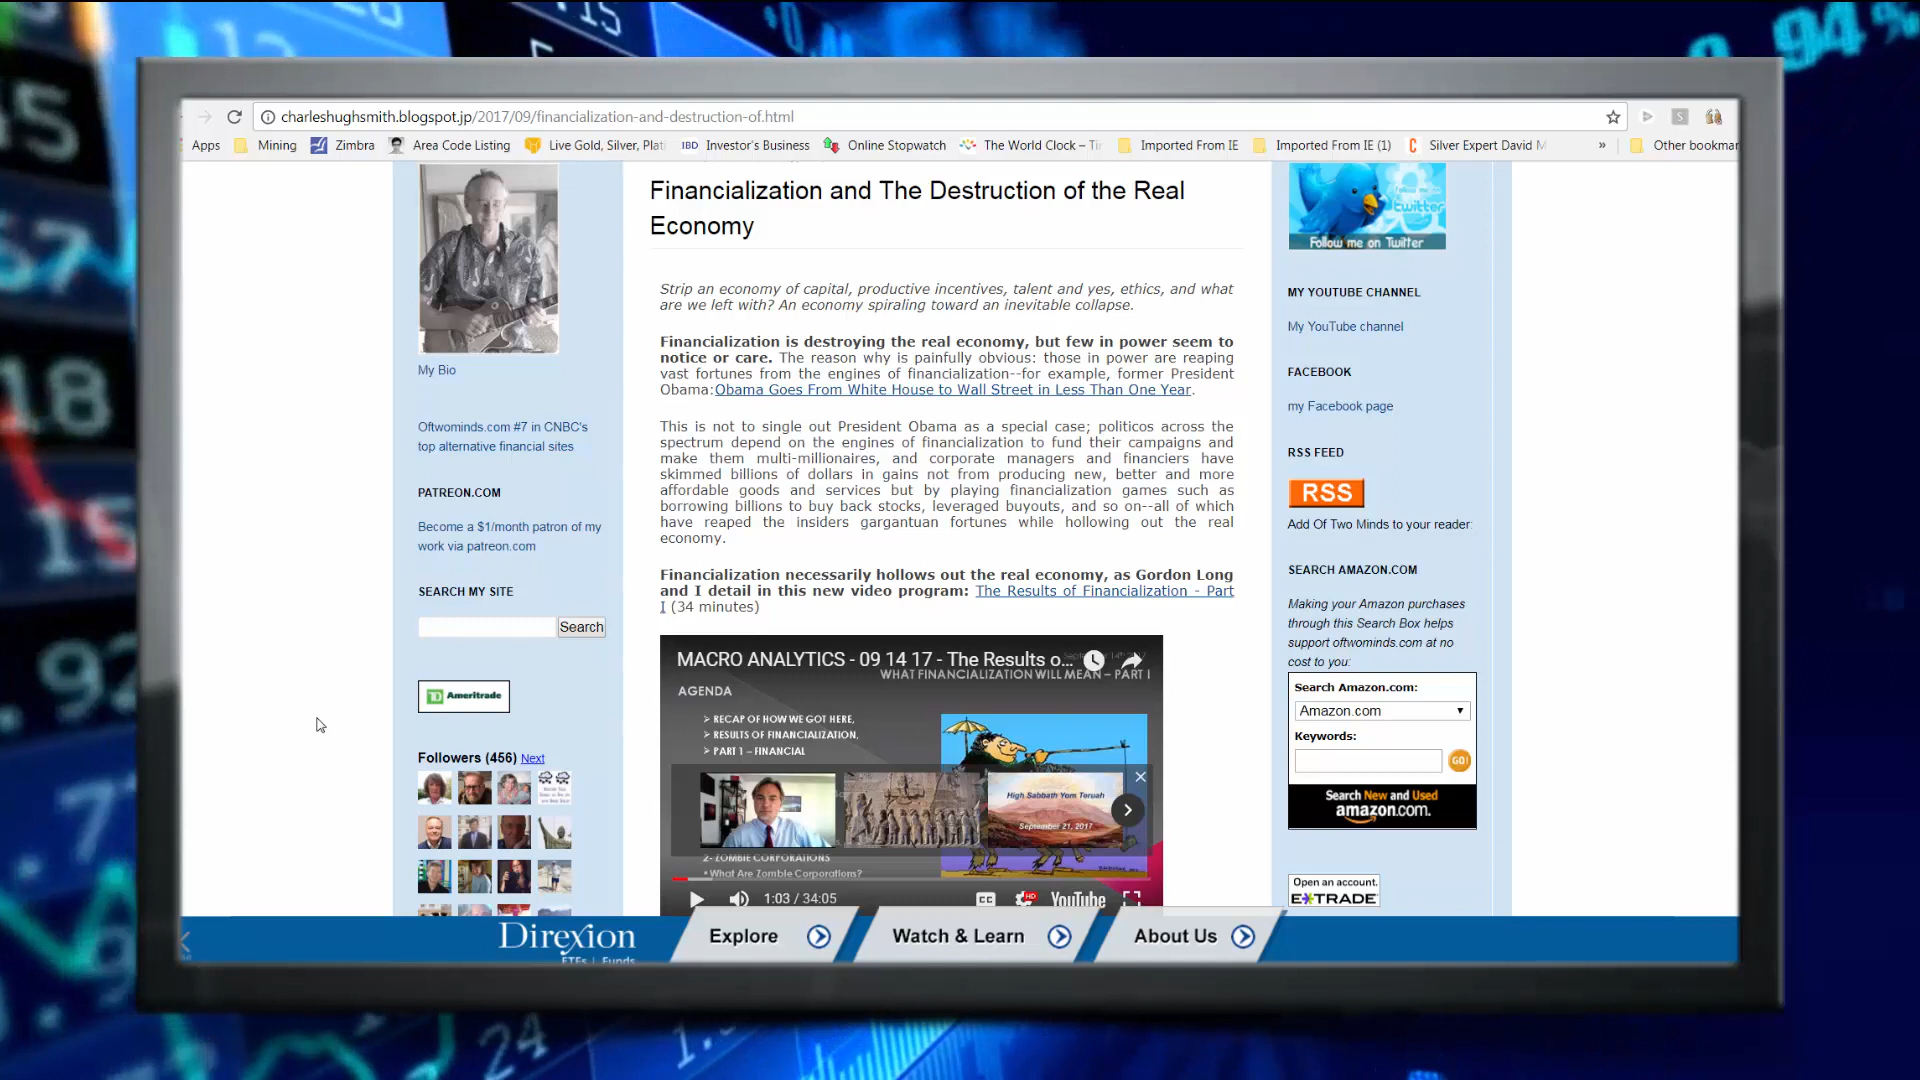 94%
charleshughsmith.blogspot.jp/2017/09/financialization-and-destruction-of.html
Apps Mining Zimbra Area Code Listing Live Gold, Silver, Plati IBD Investor's Business Online Stopwatch The World Clock – Tir Imported From IE Imported From IE (1) Silver Expert David M » Other bookmar
My Bio
Oftwominds.com #7 in CNBC's
top alternative financial sites
PATREON.COM
Become a $1/month patron of my
work via patreon.com
SEARCH MY SITE
Search
Ameritrade
Followers (456) Next
Financialization and The Destruction of the Real
Economy
Strip an economy of capital, productive incentives, talent and yes, ethics, and what
are we left with? An economy spiraling toward an inevitable collapse.
Financialization is destroying the real economy, but few in power seem to
notice or care. The reason why is painfully obvious: those in power are reaping
vast fortunes from the engines of financialization--for example, former President
Obama:Obama Goes From White House to Wall Street in Less Than One Year.
This is not to single out President Obama as a special case; politicos across the
spectrum depend on the engines of financialization to fund their campaigns and
make them multi-millionaires, and corporate managers and financiers have
skimmed billions of dollars in gains not from producing new, better and more
affordable goods and services but by playing financialization games such as
borrowing billions to buy back stocks, leveraged buyouts, and so on--all of which
have reaped the insiders gargantuan fortunes while hollowing out the real
economy.
Financialization necessarily hollows out the real economy, as Gordon Long
and I detail in this new video program: The Results of Financialization - Part
I (34 minutes)
MACRO ANALYTICS - 09 14 17 - The Results o...
WHAT FINANCIALIZATION WILL MEAN – PART I
AGENDA
➢ RECAP OF HOW WE GOT HERE,
➢ RESULTS OF FINANCIALIZATION,
➢ PART 1 – FINANCIAL
High Sabbath Yom Teruah
September 21, 2017
2- ZOMBIE CORPORATIONS
• What Are Zombie Corporations?
1:03 / 34:05
CC HD YouTube
Follow me on
twitter
Follow me on Twitter
MY YOUTUBE CHANNEL
My YouTube channel
FACEBOOK
my Facebook page
RSS FEED
RSS
Add Of Two Minds to your reader:
SEARCH AMAZON.COM
Making your Amazon purchases
through this Search Box helps
support oftwominds.com at no
cost to you:
Search Amazon.com:
Amazon.com
Keywords:
GO!
Search New and Used
amazon.com.
Open an account.
E*TRADE
Direxion
ETFs | Funds
Explore
Watch & Learn
About Us